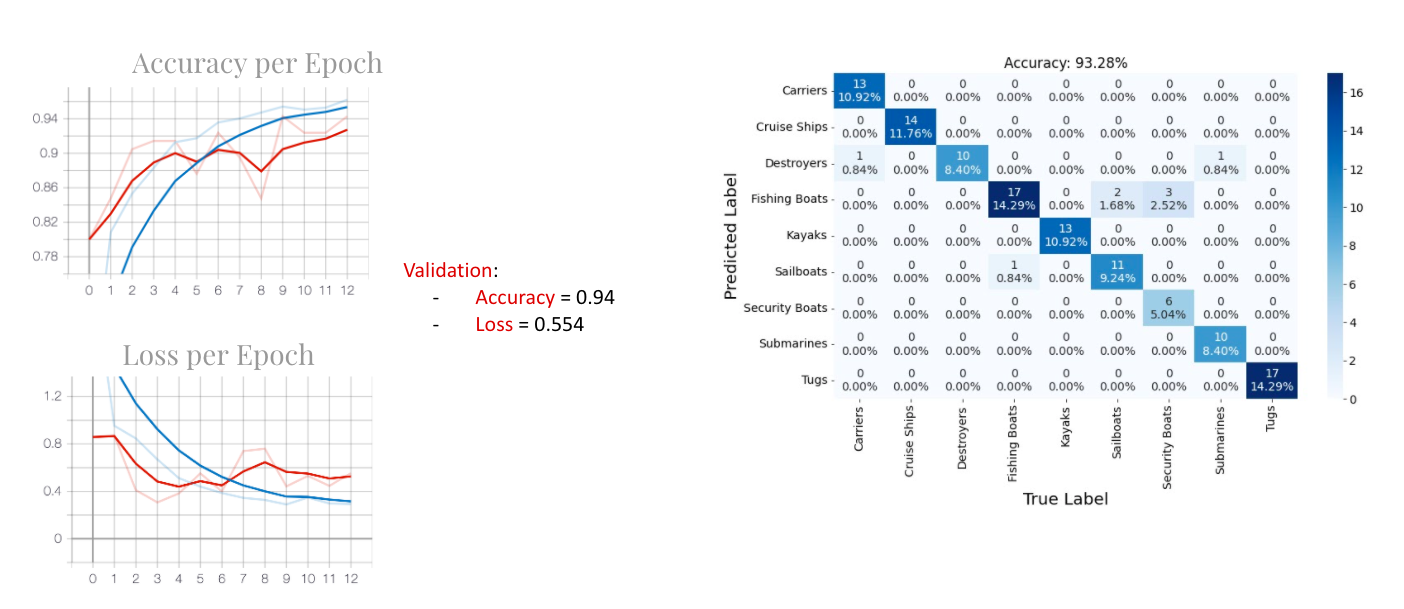 Accuracy per Epoch
0.94
0.9
0.86
0.82
0.78
0 1 2 3 4 5 6 7 8 9 10 11 12
Validation:
- Accuracy = 0.94
- Loss = 0.554
Loss per Epoch
1.2
0.8
0.4
0
0 1 2 3 4 5 6 7 8 9 10 11 12
Accuracy: 93.28%
Predicted Label
Carriers 13 0 0 0 0 0 0 0 0
10.92% 0.00% 0.00% 0.00% 0.00% 0.00% 0.00% 0.00% 0.00%
Cruise Ships 0 14 0 0 0 0 0 0 0
0.00% 11.76% 0.00% 0.00% 0.00% 0.00% 0.00% 0.00% 0.00%
Destroyers 1 0 10 0 0 0 0 1 0
0.84% 0.00% 8.40% 0.00% 0.00% 0.00% 0.00% 0.84% 0.00%
Fishing Boats 0 0 0 17 0 2 3 0 0
0.00% 0.00% 0.00% 14.29% 0.00% 1.68% 2.52% 0.00% 0.00%
Kayaks 0 0 0 0 13 0 0 0 0
0.00% 0.00% 0.00% 0.00% 10.92% 0.00% 0.00% 0.00% 0.00%
Sailboats 0 0 0 1 0 11 0 0 0
0.00% 0.00% 0.00% 0.84% 0.00% 9.24% 0.00% 0.00% 0.00%
Security Boats 0 0 0 0 0 0 6 0 0
0.00% 0.00% 0.00% 0.00% 0.00% 0.00% 5.04% 0.00% 0.00%
Submarines 0 0 0 0 0 0 0 10 0
0.00% 0.00% 0.00% 0.00% 0.00% 0.00% 0.00% 8.40% 0.00%
Tugs 0 0 0 0 0 0 0 0 17
0.00% 0.00% 0.00% 0.00% 0.00% 0.00% 0.00% 0.00% 14.29%
Carriers
Cruise Ships
Destroyers
Fishing Boats
Kayaks
Sailboats
Security Boats
Submarines
Tugs
True Label
16
14
12
10
8
6
4
2
0